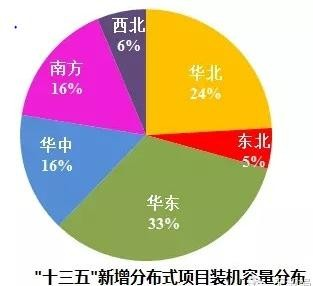 西北
6%
华北
24%
南方
16%
东北
5%
华中
16%
华东
33%
"十三五"新增分布式项目装机容量分布